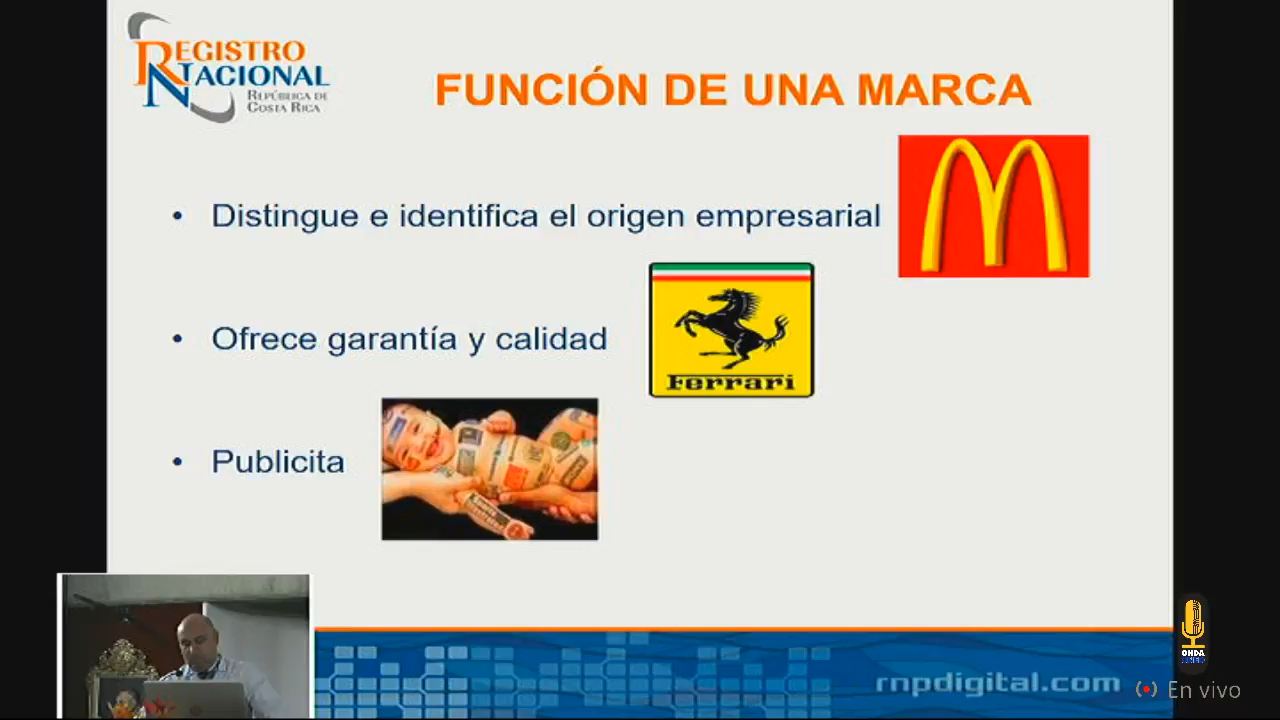 REGISTRO
NACIONAL
REPÚBLICA DE
COSTA RICA
FUNCIÓN DE UNA MARCA
• Distingue e identifica el origen empresarial
Ferrari
• Ofrece garantía y calidad
• Publicita
rnpdigital.com
ONDA
UNED
En vivo